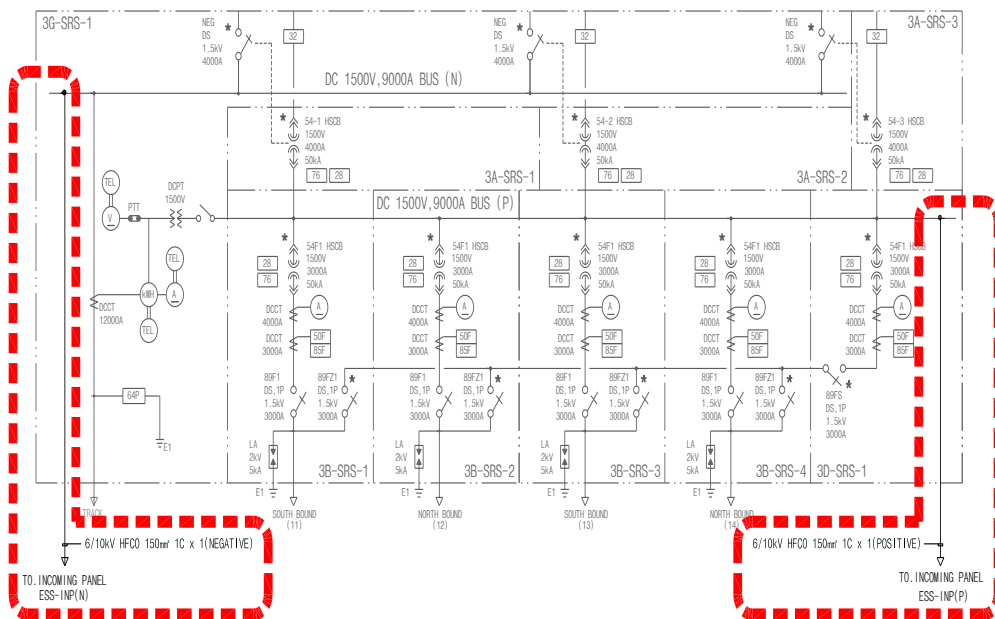 3G-SRS-1
NEG
DS
1.5kV
4000A
*
32
NEG
DS
1.5kV
4000A
*
32
NEG
DS
1.5kV
4000A
*
32
3A-SRS-3
DC 1500V,9000A BUS (N)
*
54-1 HSCB
1500V
4000A
50kA
76 28
3A-SRS-1
*
54-2 HSCB
1500V
4000A
50kA
76 28
3A-SRS-2
*
54-3 HSCB
1500V
4000A
50kA
76 28
TEL
V
PTT
DCPT
1500V
DC 1500V,9000A BUS (P)
TEL
kWH
A
TEL
DCCT
12000A
64P
E1
TRACK
*
54F1 HSCB
1500V
3000A
50kA
28
76
DCCT
4000A
A
DCCT
3000A
50F
85F
89F1
DS,1P
1.5kV
3000A
89FZ1
DS,1P
1.5kV
3000A
*
LA
2kV
5kA
E1
3B-SRS-1
SOUTH BOUND
(11)
*
54F1 HSCB
1500V
3000A
50kA
28
76
DCCT
4000A
A
DCCT
3000A
50F
85F
89F1
DS,1P
1.5kV
3000A
89FZ1
DS,1P
1.5kV
3000A
*
LA
2kV
5kA
E1
3B-SRS-2
NORTH BOUND
(12)
*
54F1 HSCB
1500V
3000A
50kA
28
76
DCCT
4000A
A
DCCT
3000A
50F
85F
89F1
DS,1P
1.5kV
3000A
89FZ1
DS,1P
1.5kV
3000A
*
LA
2kV
5kA
E1
3B-SRS-3
SOUTH BOUND
(13)
*
54F1 HSCB
1500V
3000A
50kA
28
76
DCCT
4000A
A
DCCT
3000A
50F
85F
89F1
DS,1P
1.5kV
3000A
89FZ1
DS,1P
1.5kV
3000A
*
LA
2kV
5kA
E1
3B-SRS-4
NORTH BOUND
(14)
*
54F1 HSCB
1500V
3000A
50kA
28
76
DCCT
4000A
A
DCCT
3000A
50F
85F
*
89FS
DS,1P
1.5kV
3000A
3D-SRS-1
6/10kV HFCO 150㎟ 1C x 1(NEGATIVE)
TO.INCOMING PANEL
ESS-INP(N)
6/10kV HFCO 150㎟ 1C x 1(POSITIVE)
TO.INCOMING PANEL
ESS-INP(P)